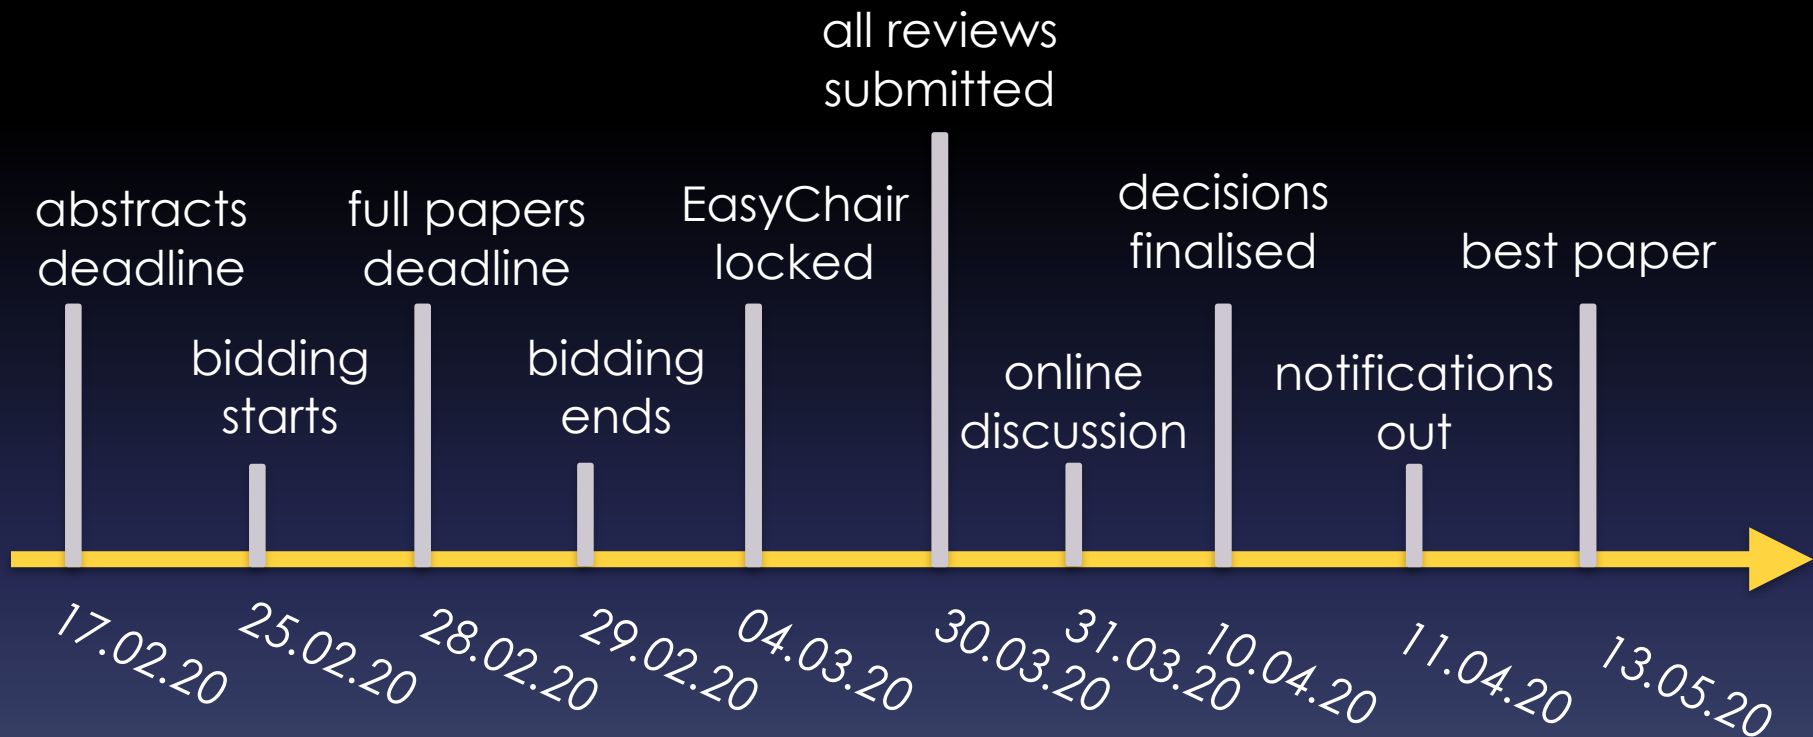 all reviews
submitted
abstracts
deadline
full papers
deadline
EasyChair
locked
decisions
finalised
best paper
bidding
starts
bidding
ends
online
discussion
notifications
out
17.02.20
25.02.20
28.02.20
29.02.20
04.03.20
30.03.20
31.03.20
10.04.20
11.04.20
13.05.20